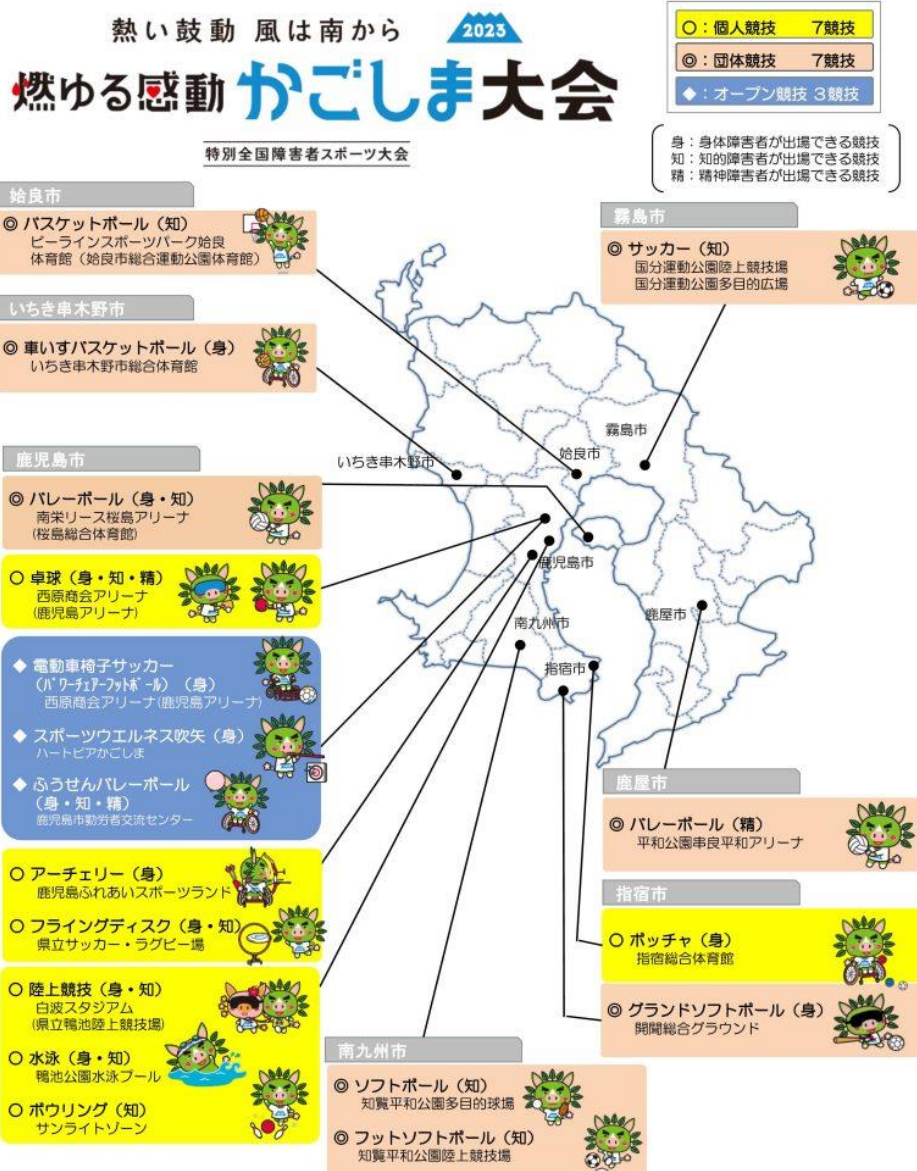 熱い鼓動 風は南から
2023
燃ゆる感動 かごしま大会
特別全国障害者スポーツ大会
○：個人競技 7競技
◎：団体競技 7競技
◆：オープン競技 3競技
身：身体障害者が出場できる競技
知：知的障害者が出場できる競技
精：精神障害者が出場できる競技
姶良市
◎ バスケットボール（知）
ビーラインスポーツパーク姶良
体育館（姶良市総合運動公園体育館）
いちき串木野市
◎ 車いすバスケットボール（身）
いちき串木野市総合体育館
鹿児島市
◎ バレーボール（身・知）
南栄リース桜島アリーナ
(桜島総合体育館)
○ 卓球（身・知・精）
西原商会アリーナ
(鹿児島アリーナ)
◆ 電動車椅子サッカー
(ﾊﾟﾜｰﾁｪｱｰﾌｯﾄﾎﾞｰﾙ) （身）
西原商会アリーナ(鹿児島アリーナ)
◆ スポーツウエルネス吹矢（身）
ハートピアかごしま
◆ ふうせんバレーボール
（身・知・精）
鹿児島市勤労者交流センター
○ アーチェリー（身）
鹿児島ふれあいスポーツランド
○ フライングディスク（身・知）
県立サッカー・ラグビー場
○ 陸上競技（身・知）
白波スタジアム
(県立鴨池陸上競技場)
○ 水泳（身・知）
鴨池公園水泳プール
○ ボウリング（知）
サンライトゾーン
霧島市
◎ サッカー（知）
国分運動公園陸上競技場
国分運動公園多目的広場
霧島市
姶良市
いちき串木野市
鹿児島市
鹿屋市
南九州市
指宿市
鹿屋市
◎ バレーボール（精）
平和公園串良平和アリーナ
指宿市
○ ボッチャ（身）
指宿総合体育館
◎ グランドソフトボール（身）
開聞総合グラウンド
南九州市
◎ ソフトボール（知）
知覧平和公園多目的球場
◎ フットソフトボール（知）
知覧平和公園陸上競技場